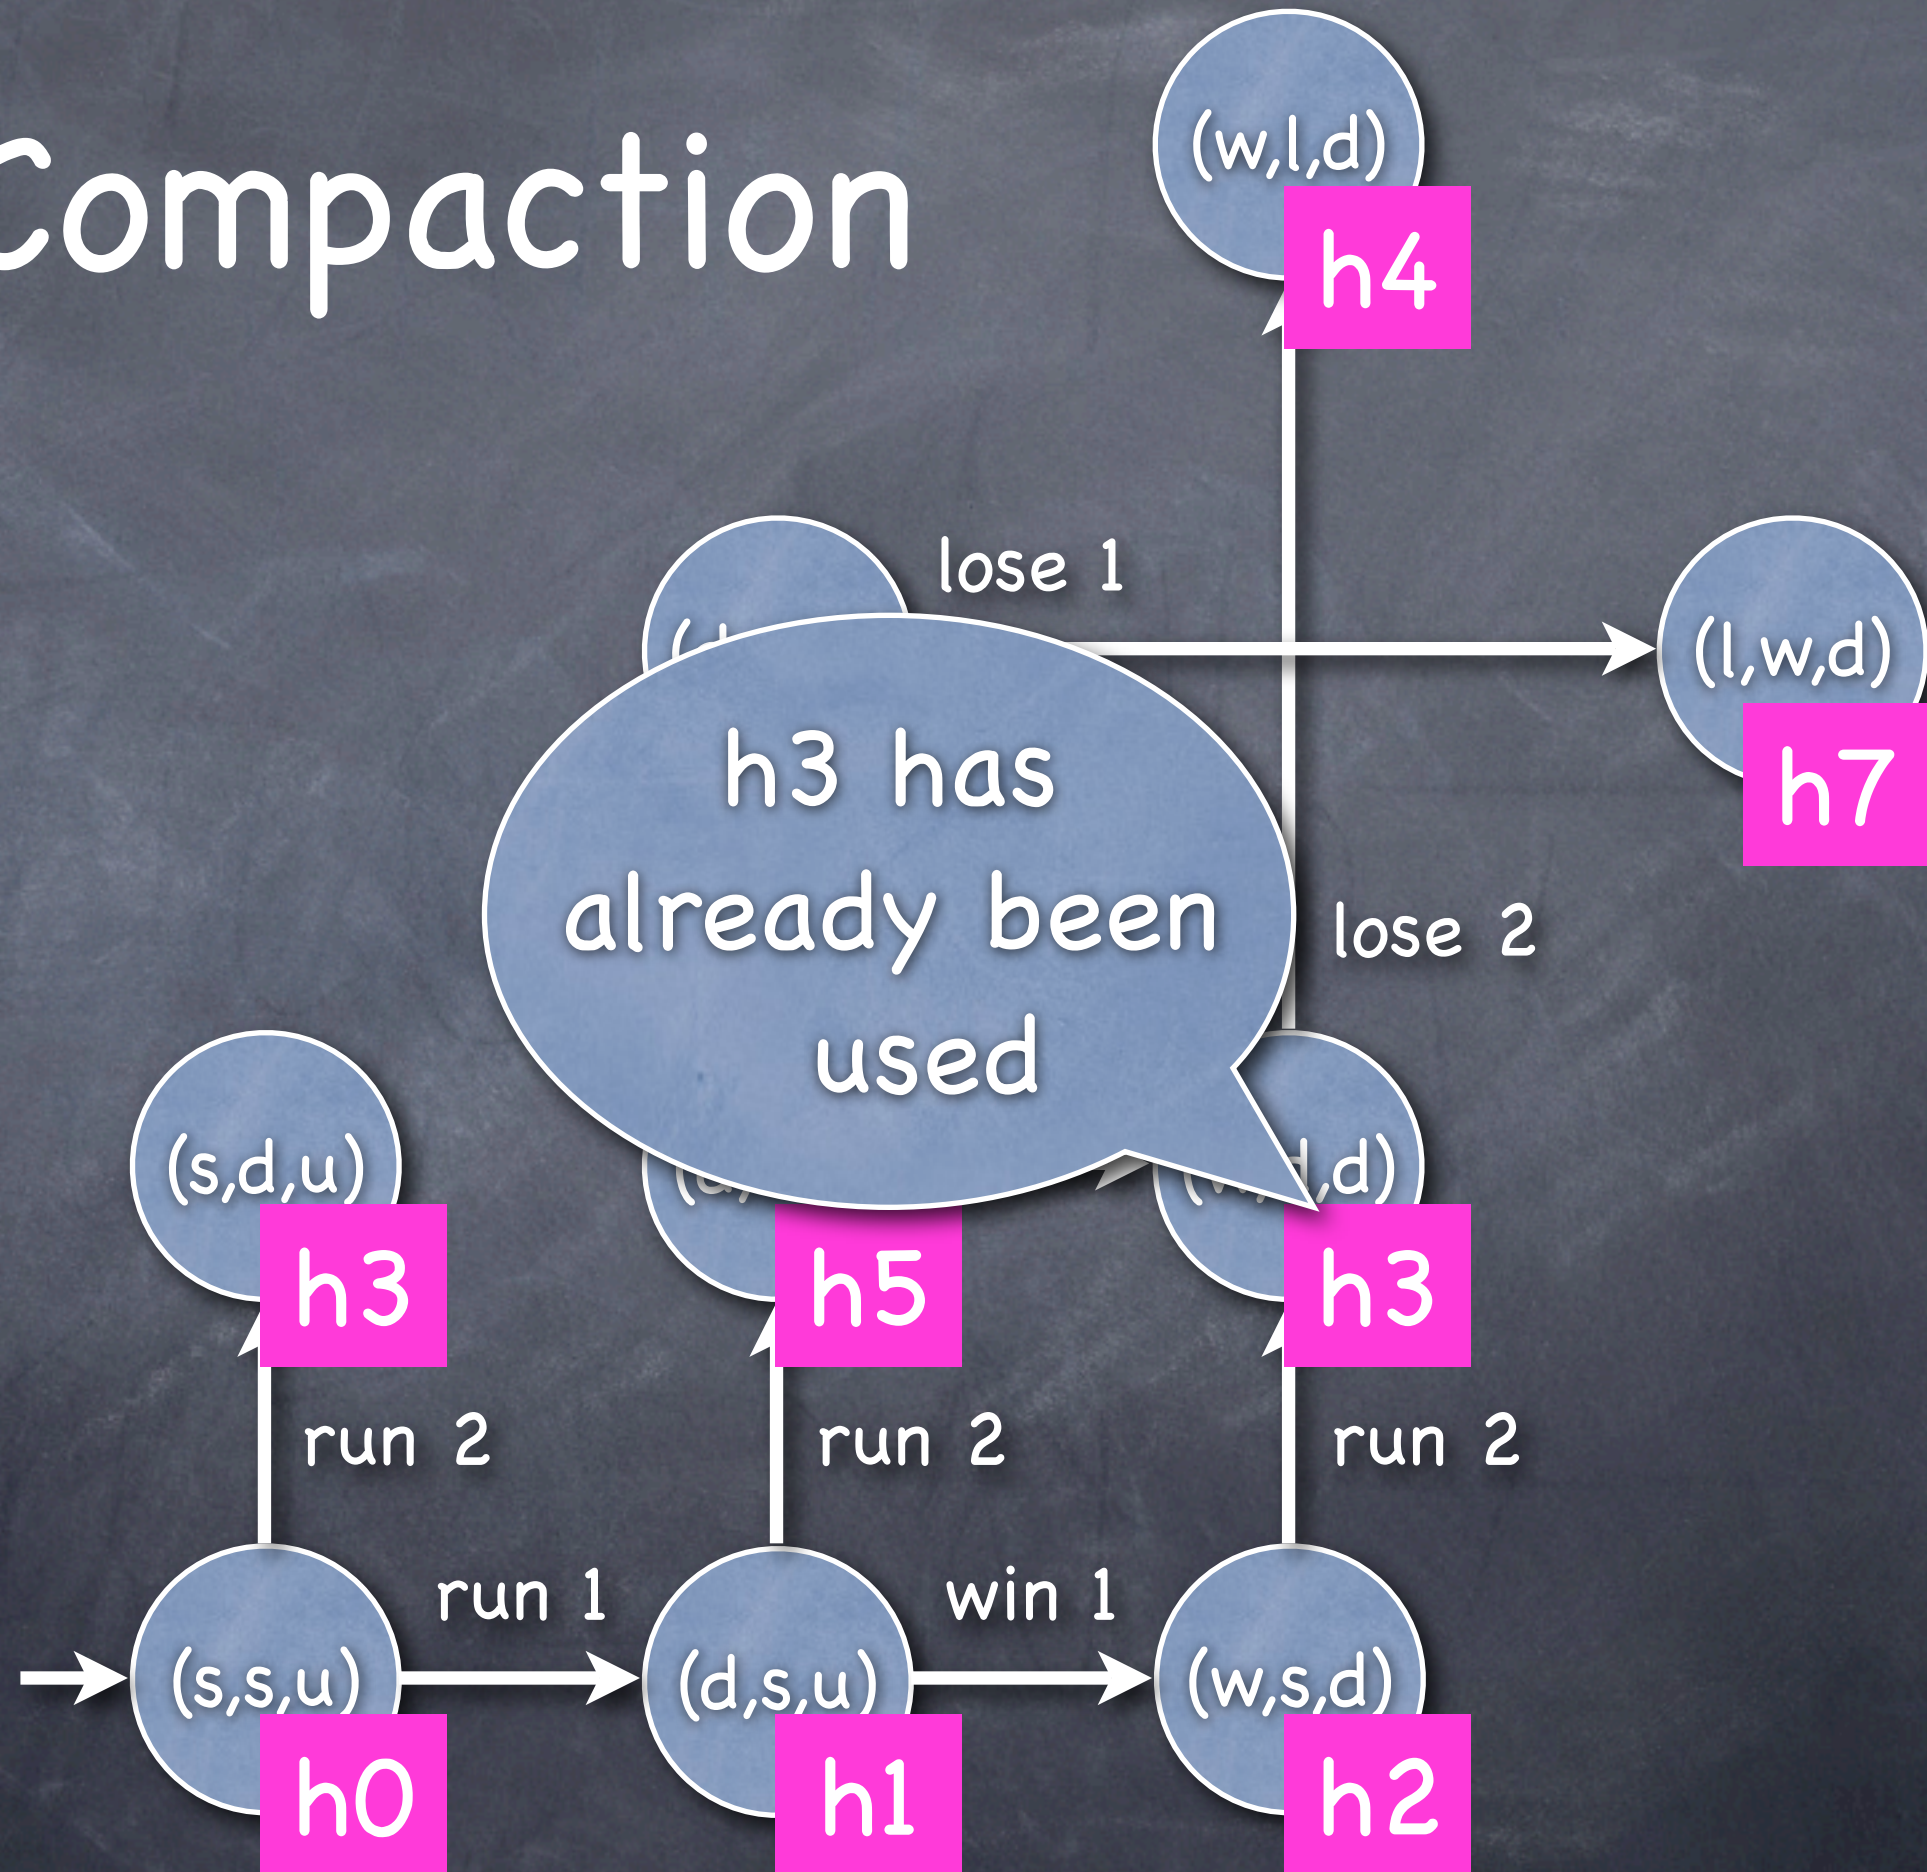 Compaction
(w,l,d)
h4
lose 1
(l,w,d)
h7
h3 has
already been
used
lose 2
(s,d,u)
h3
h5
h3
run 2
run 2
run 2
run 1
win 1
(s,s,u)
(d,s,u)
(w,s,d)
h0
h1
h2